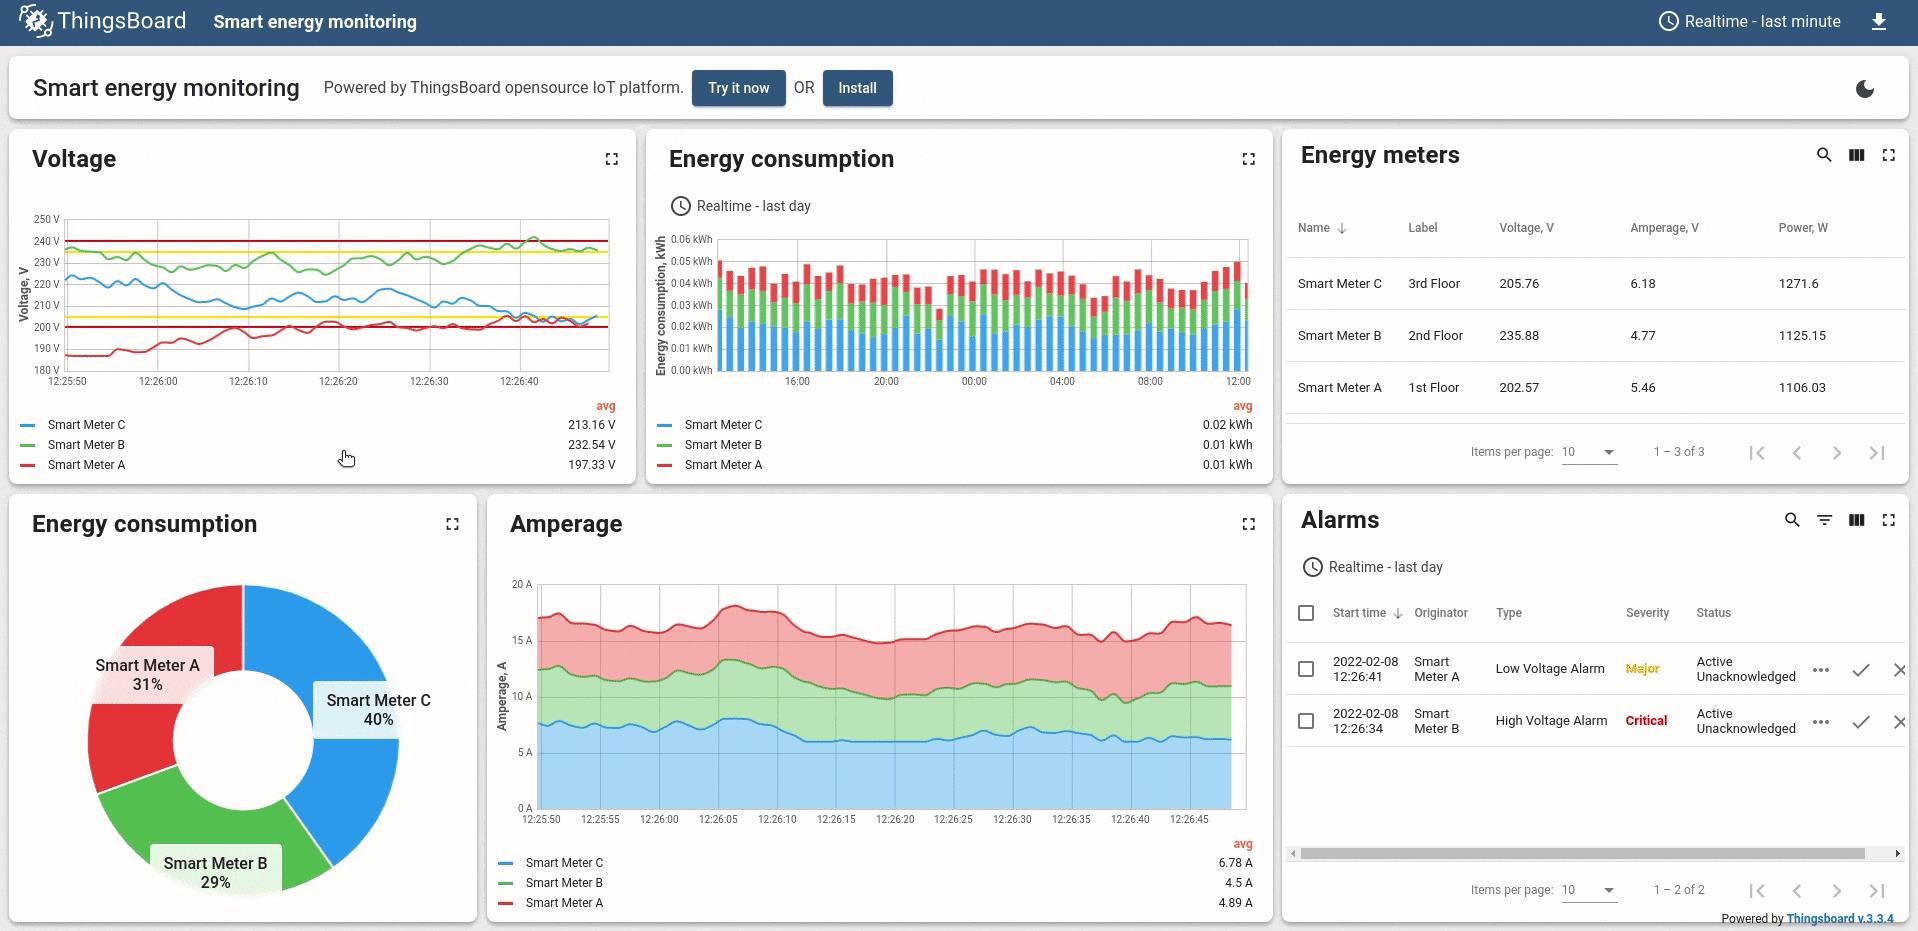 ThingsBoard Smart energy monitoring Realtime - last minute
Smart energy monitoring Powered by ThingsBoard opensource IoT platform. Try it now OR Install
Voltage
250 V
240 V
230 V
220 V
210 V
200 V
190 V
180 V
Voltage, V
12:25:50 12:26:00 12:26:10 12:26:20 12:26:30 12:26:40
avg
Smart Meter C 213.16 V
Smart Meter B 232.54 V
Smart Meter A 197.33 V
Energy consumption
Realtime - last day
0.06 kWh
0.05 kWh
0.04 kWh
0.03 kWh
0.02 kWh
0.01 kWh
0.00 kWh
Energy consumption, kWh
16:00 20:00 00:00 04:00 08:00 12:00
avg
Smart Meter C 0.02 kWh
Smart Meter B 0.01 kWh
Smart Meter A 0.01 kWh
Energy meters
Name Label Voltage, V Amperage, V Power, W
Smart Meter C 3rd Floor 205.76 6.18 1271.6
Smart Meter B 2nd Floor 235.88 4.77 1125.15
Smart Meter A 1st Floor 202.57 5.46 1106.03
Items per page: 10 1 – 3 of 3
Energy consumption
Smart Meter A
31%
Smart Meter C
40%
Smart Meter B
29%
Amperage
20 A
15 A
10 A
5 A
0 A
Amperage, A
12:25:50 12:25:55 12:26:00 12:26:05 12:26:10 12:26:15 12:26:20 12:26:25 12:26:30 12:26:35 12:26:40 12:26:45
avg
Smart Meter C 6.78 A
Smart Meter B 4.5 A
Smart Meter A 4.89 A
Alarms
Realtime - last day
Start time Originator Type Severity Status
2022-02-08 Smart Low Voltage Alarm Major Active
12:26:41 Meter A Unacknowledged
2022-02-08 Smart High Voltage Alarm Critical Active
12:26:34 Meter B Unacknowledged
Items per page: 10 1 – 2 of 2
Powered by Thingsboard v.3.3.4